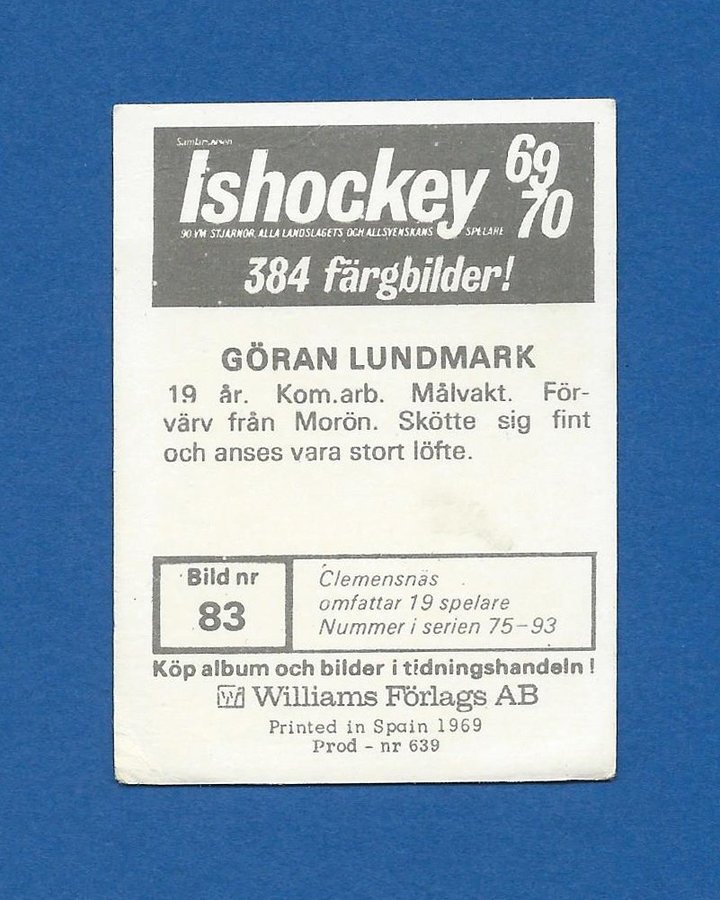 Samlarserien
Ishockey 69
70
90 VM STJÄRNOR, ALLA LANDSLAGETS OCH ALLSVENSKANS SPELARE
384 färgbilder!
GÖRAN LUNDMARK
19 år. Kom.arb. Målvakt. För-
värv från Morön. Skötte sig fint
och anses vara stort löfte.
Bild nr
83
Clemensnäs
omfattar 19 spelare
Nummer i serien 75–93
Köp album och bilder i tidningshandeln!
W Williams Förlags AB
Printed in Spain 1969
Prod - nr 639